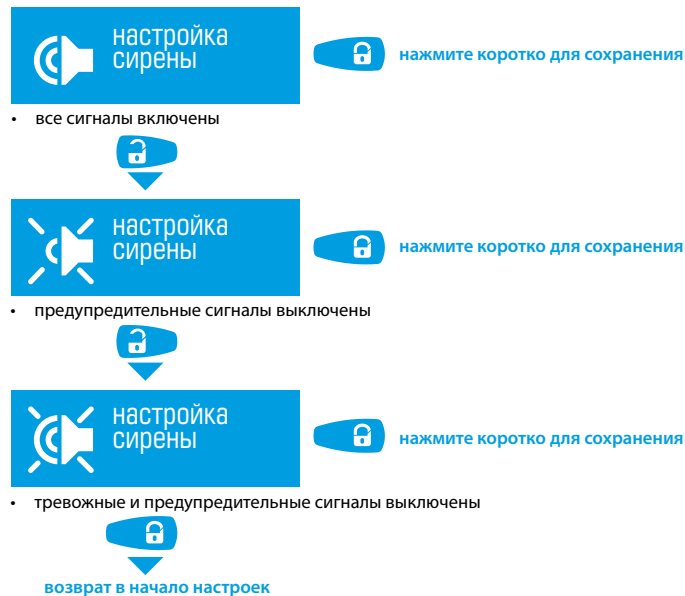 настройка
сирены
нажмите коротко для сохранения
• все сигналы включены
настройка
сирены
нажмите коротко для сохранения
• предупредительные сигналы выключены
настройка
сирены
нажмите коротко для сохранения
• тревожные и предупредительные сигналы выключены
возврат в начало настроек